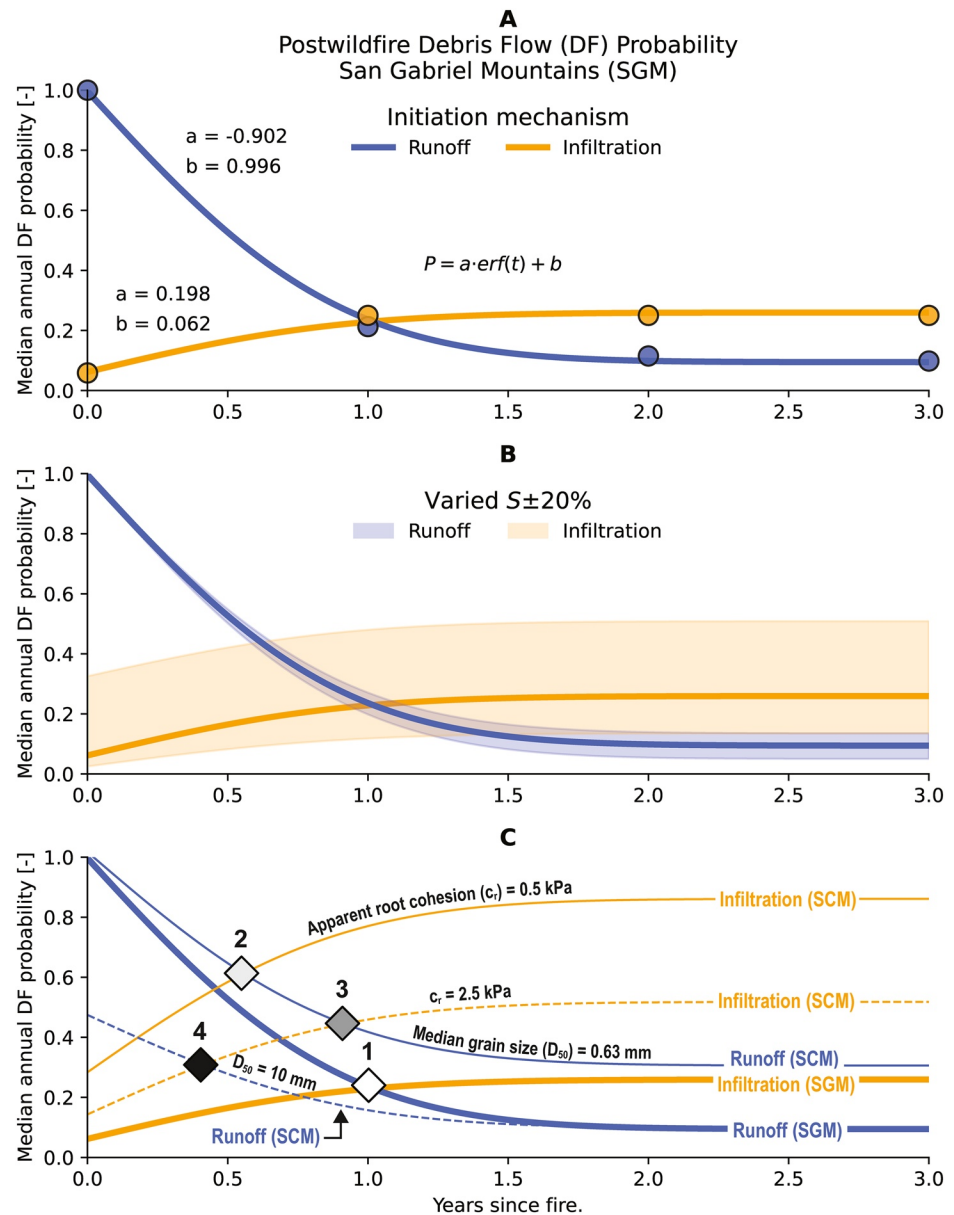 A
Postwildfire Debris Flow (DF) Probability
San Gabriel Mountains (SGM)
Median annual DF probability [-]
1.0
0.8
0.6
0.4
0.2
0.0
Initiation mechanism
Runoff Infiltration
a = -0.902
b = 0.996
P = a·erf(t) + b
a = 0.198
b = 0.062
0.0 0.5 1.0 1.5 2.0 2.5 3.0
B
Median annual DF probability [-]
1.0
0.8
0.6
0.4
0.2
0.0
Varied S±20%
Runoff Infiltration
0.0 0.5 1.0 1.5 2.0 2.5 3.0
C
Median annual DF probability [-]
1.0
0.8
0.6
0.4
0.2
0.0
Apparent root cohesion (cᵣ) = 0.5 kPa
Infiltration (SCM)
2
3
cᵣ = 2.5 kPa
Infiltration (SCM)
4
1
Median grain size (D₅₀) = 0.63 mm
Runoff (SCM)
D₅₀ = 10 mm
Infiltration (SGM)
Runoff (SCM)
Runoff (SGM)
0.0 0.5 1.0 1.5 2.0 2.5 3.0
Years since fire.